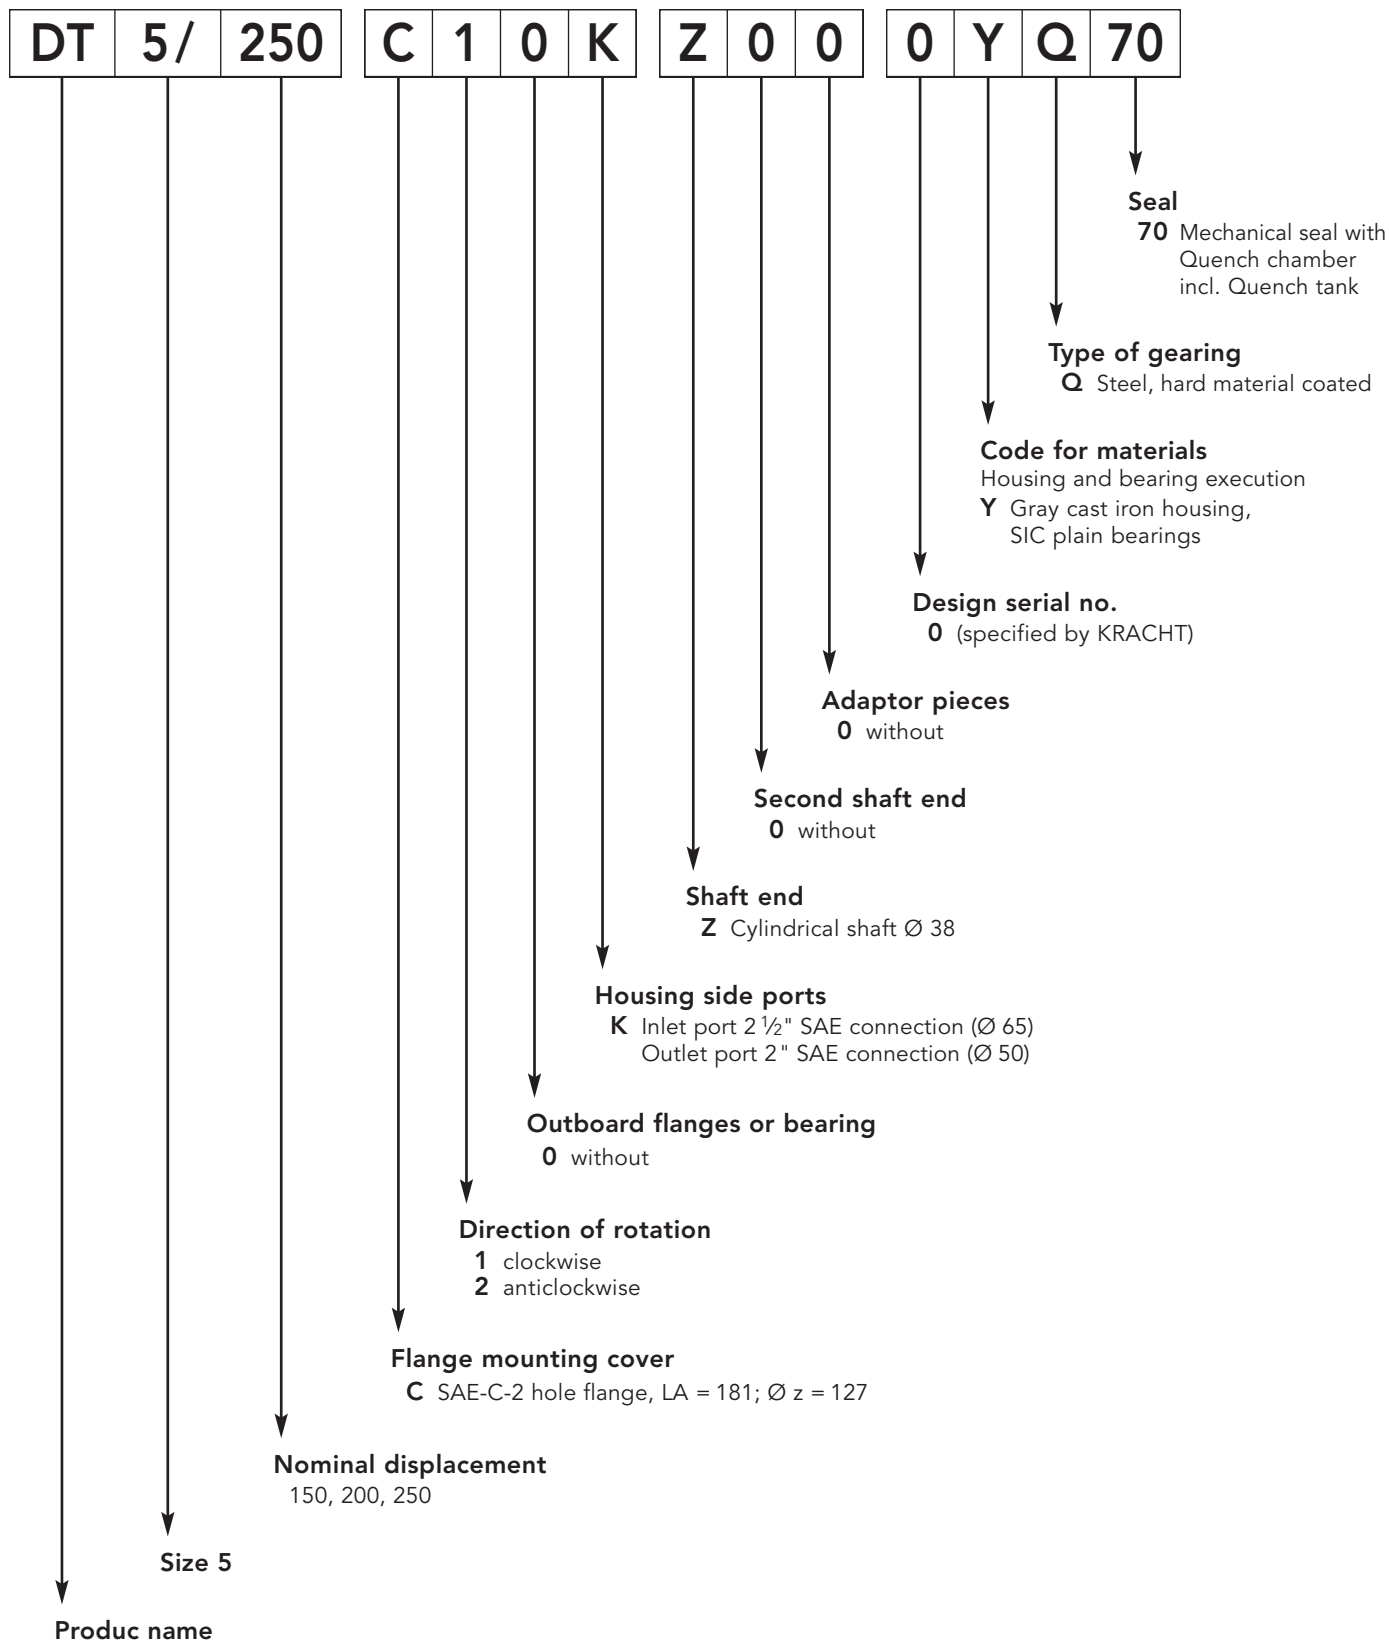 DT 5/ 250 C 1 0 K Z 0 0 0 Y Q 70
Seal
70 Mechanical seal with
Quench chamber
incl. Quench tank
Type of gearing
Q Steel, hard material coated
Code for materials
Housing and bearing execution
Y Gray cast iron housing,
SIC plain bearings
Design serial no.
0 (specified by KRACHT)
Adaptor pieces
0 without
Second shaft end
0 without
Shaft end
Z Cylindrical shaft Ø 38
Housing side ports
K Inlet port 2 ½" SAE connection (Ø 65)
Outlet port 2" SAE connection (Ø 50)
Outboard flanges or bearing
0 without
Direction of rotation
1 clockwise
2 anticlockwise
Flange mounting cover
C SAE-C-2 hole flange, LA = 181; Ø z = 127
Nominal displacement
150, 200, 250
Size 5
Produc name